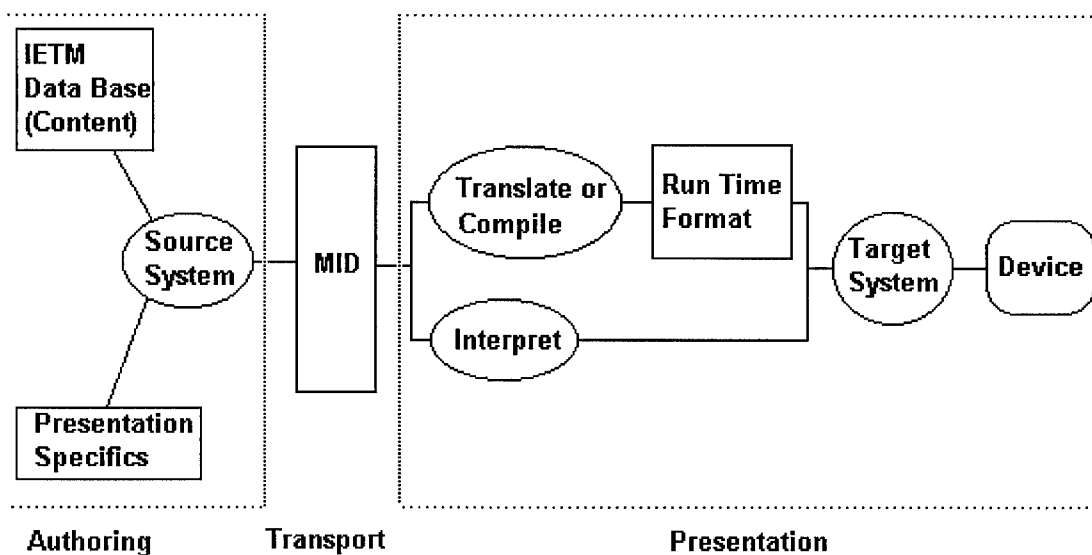 IETM
Data Base
(Content)
Source
System
Presentation
Specifics
MID
Translate or
Compile
Run Time
Format
Interpret
Target
System
Device
Authoring
Transport
Presentation